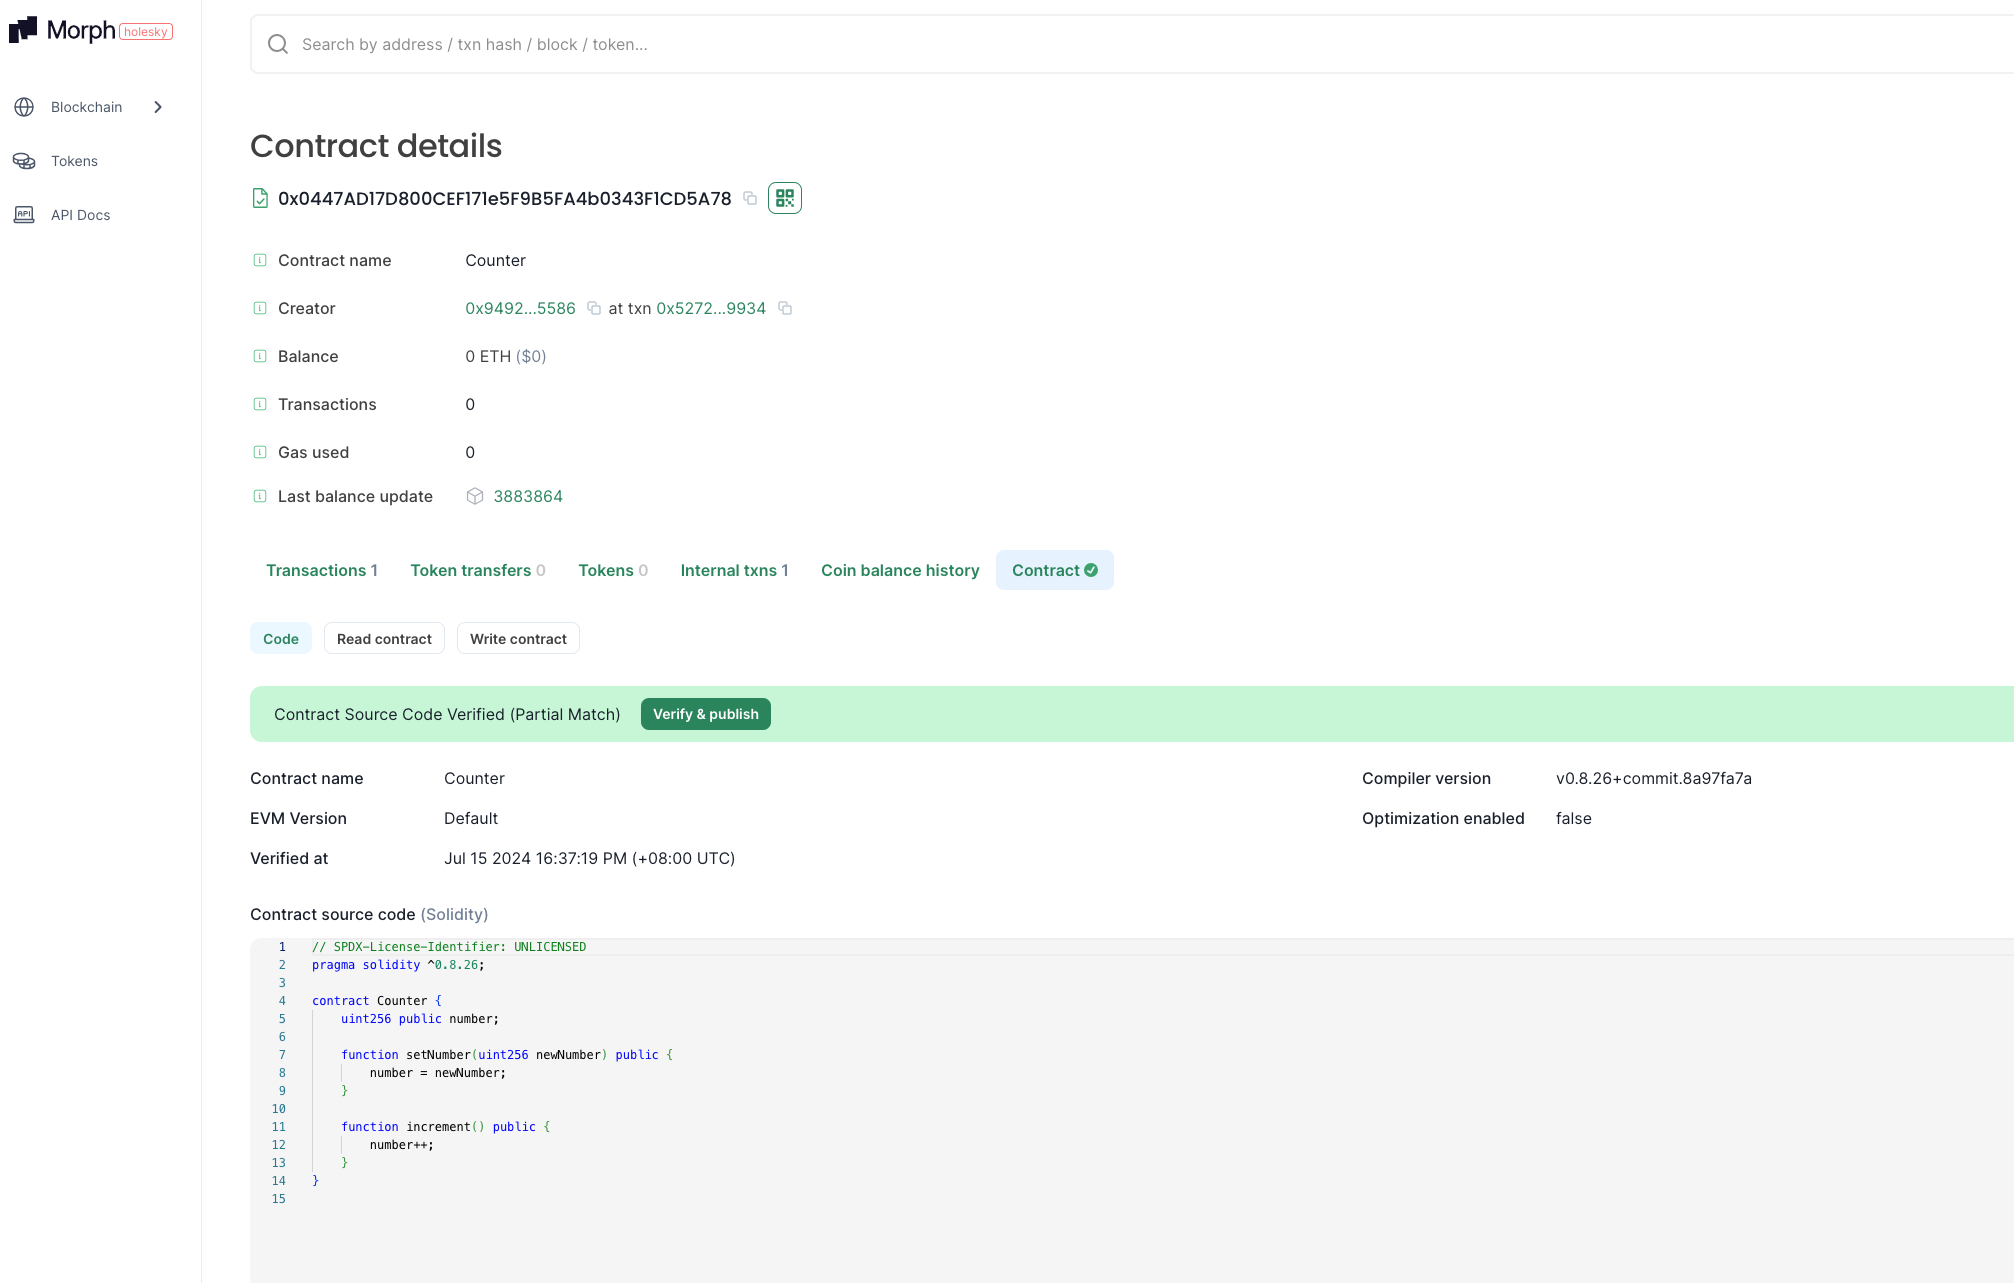 Morph holesky
Search by address / txn hash / block / token...
Blockchain
Tokens
API Docs
Contract details
0x0447AD17D800CEF171e5F9B5FA4b0343F1CD5A78
Contract name Counter
Creator 0x9492...5586 at txn 0x5272...9934
Balance 0 ETH ($0)
Transactions 0
Gas used 0
Last balance update 3883864
Transactions 1 Token transfers 0 Tokens 0 Internal txns 1 Coin balance history Contract
Code Read contract Write contract
Contract Source Code Verified (Partial Match) Verify & publish
Contract name Counter Compiler version v0.8.26+commit.8a97fa7a
EVM Version Default Optimization enabled false
Verified at Jul 15 2024 16:37:19 PM (+08:00 UTC)
Contract source code (Solidity)
1 // SPDX-License-Identifier: UNLICENSED
2 pragma solidity ^0.8.26;
3
4 contract Counter {
5 uint256 public number;
6
7 function setNumber(uint256 newNumber) public {
8 number = newNumber;
9 }
10
11 function increment() public {
12 number++;
13 }
14 }
15